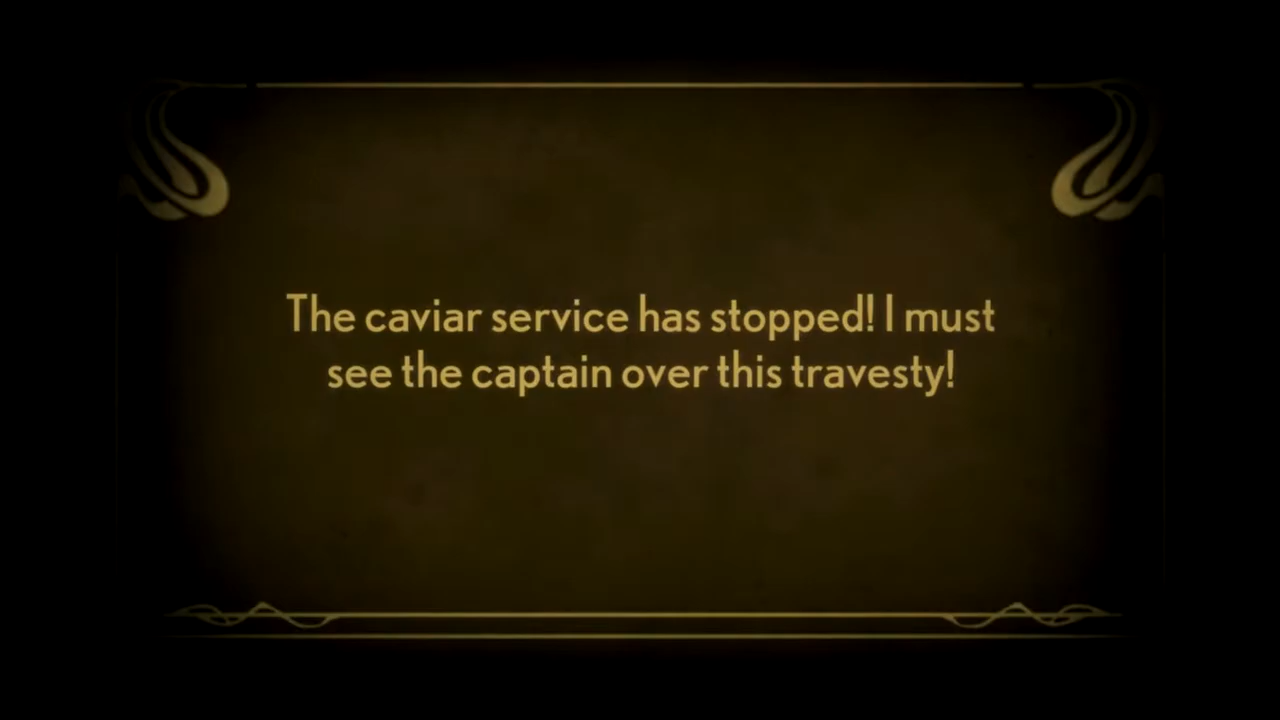 The caviar service has stopped! I must
see the captain over this travesty!